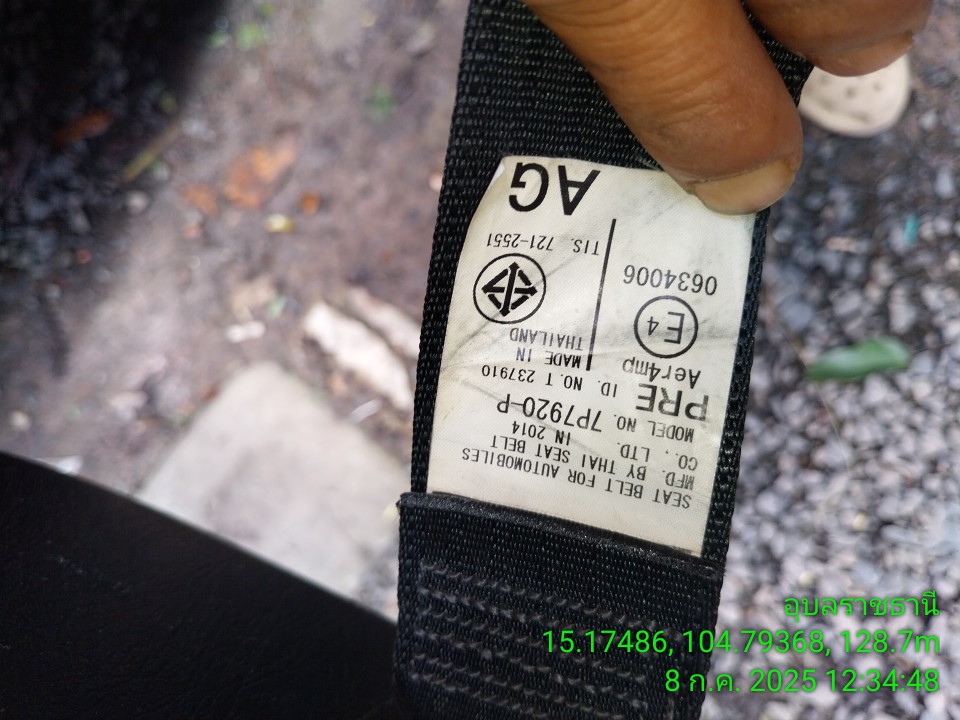 SEAT BELT FOR AUTOMOBILES
MFD. BY THAI SEAT BELT
CO., LTD. IN 2014
MODEL NO. 7P7920-P
PRE ID. NO. T 237910
Aer4mp
E4
0634006
MADE IN
THAILAND
TIS. 721-2551
AG
อุบลราชธานี
15.17486, 104.79368, 128.7m
8 ก.ค. 2025 12:34:48